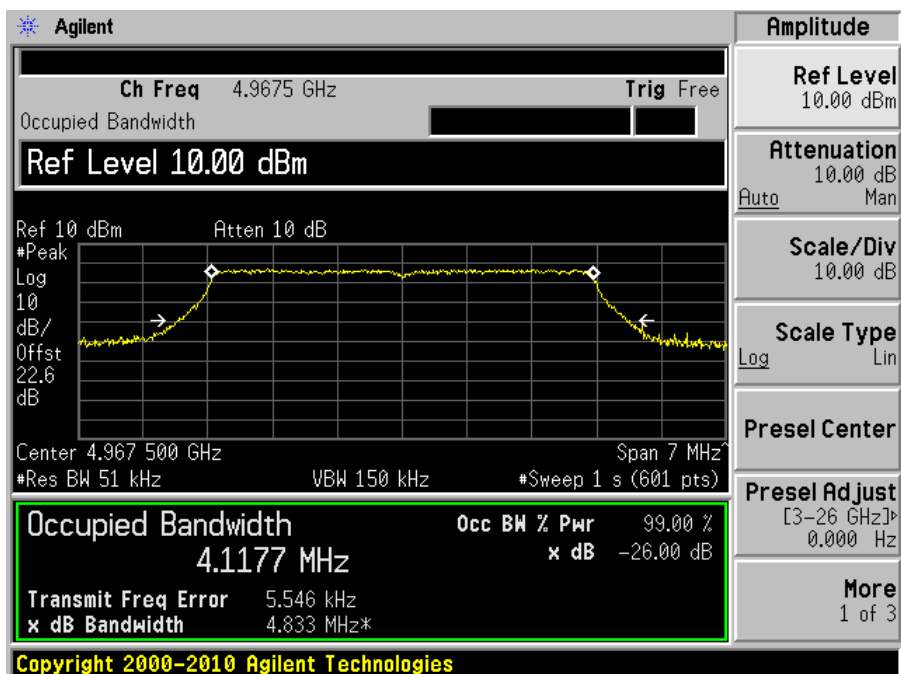 Agilent
Ch Freq 4.9675 GHz Trig Free
Occupied Bandwidth
Ref Level 10.00 dBm
Ref 10 dBm Atten 10 dB
#Peak
Log
10
dB/
Offst
22.6
dB
Center 4.967 500 GHz Span 7 MHz^
#Res BW 51 kHz VBW 150 kHz #Sweep 1 s (601 pts)
Occupied Bandwidth Occ BW % Pwr 99.00 %
4.1177 MHz x dB -26.00 dB
Transmit Freq Error 5.546 kHz
x dB Bandwidth 4.833 MHz*
Copyright 2000-2010 Agilent Technologies
Amplitude
Ref Level
10.00 dBm
Attenuation
10.00 dB
Auto Man
Scale/Div
10.00 dB
Scale Type
Log Lin
Presel Center
Presel Adjust
[3-26 GHz]
0.000 Hz
More
1 of 3